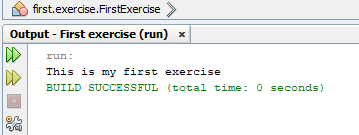 first.exercise.FirstExercise
Output - First exercise (run) ×
run:
This is my first exercise
BUILD SUCCESSFUL (total time: 0 seconds)